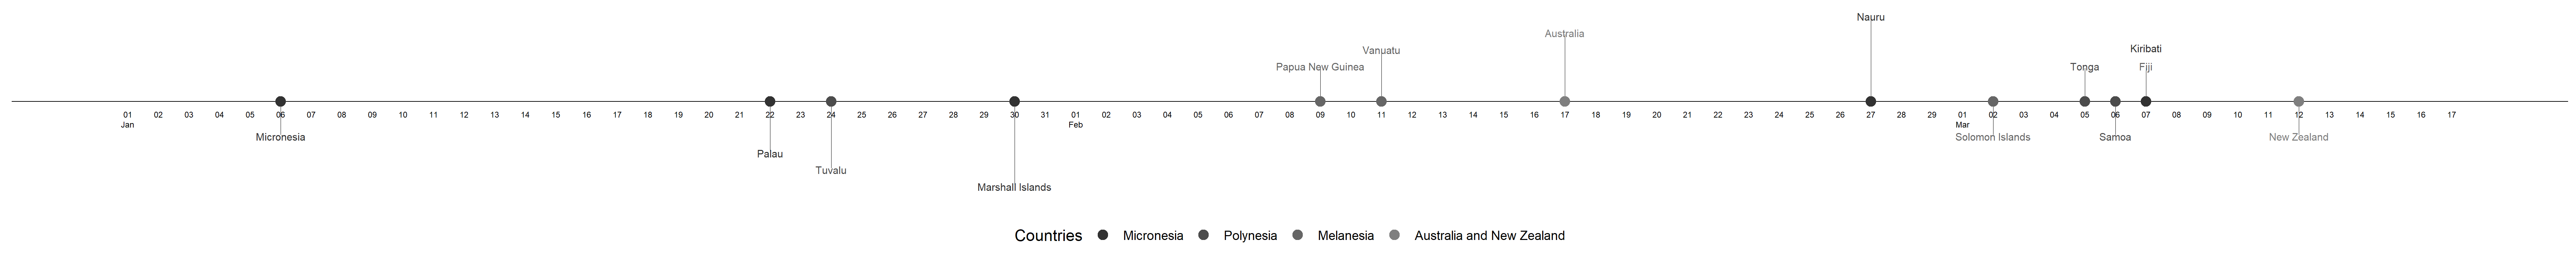 Nauru
Australia
Kiribati
Vanuatu
Papua New Guinea
Tonga
Fiji
01 02 03 04 05 06 07 08 09 10 11 12 13 14 15 16 17 18 19 20 21 22 23 24 25 26 27 28 29 30 31 01 02 03 04 05 06 07 08 09 10 11 12 13 14 15 16 17 18 19 20 21 22 23 24 25 26 27 28 29 01 02 03 04 05 06 07 08 09 10 11 12 13 14 15 16 17
Jan Feb Mar
Micronesia
Solomon Islands
Samoa
New Zealand
Palau
Tuvalu
Marshall Islands
Countries Micronesia Polynesia Melanesia Australia and New Zealand